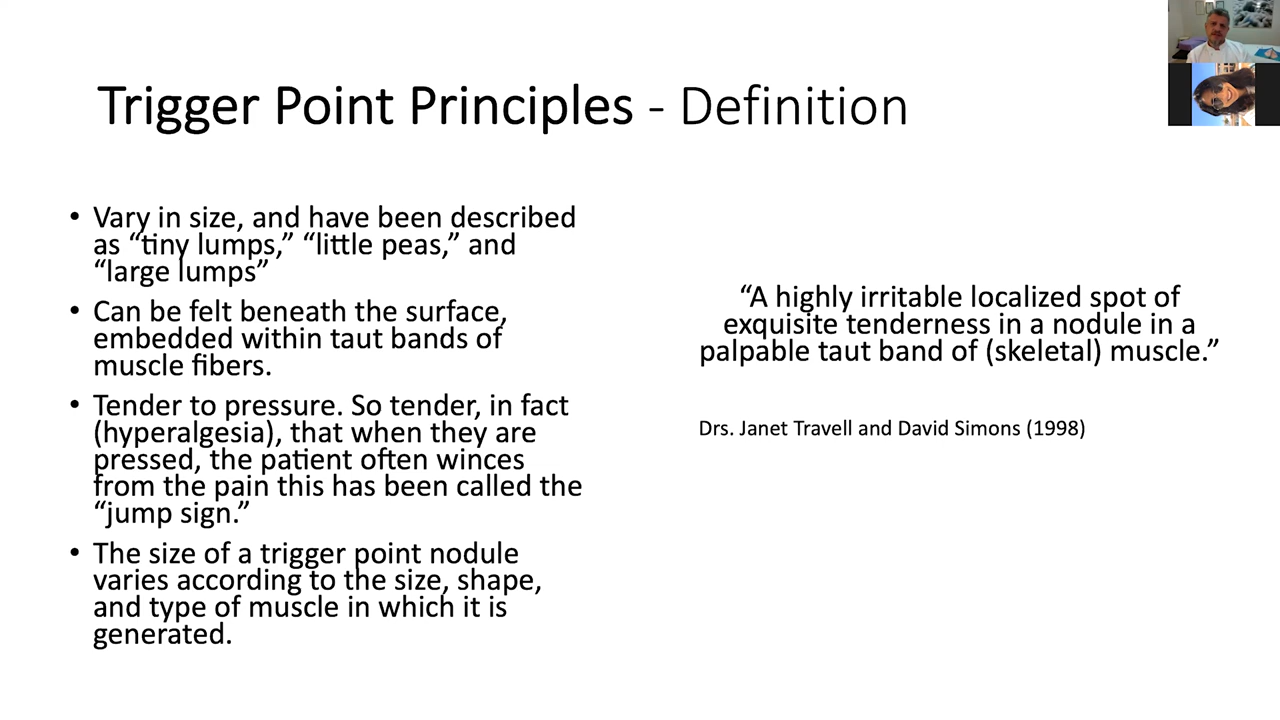 Trigger Point Principles - Definition
• Vary in size, and have been described
as “tiny lumps,” “little peas,” and
“large lumps”
• Can be felt beneath the surface,
embedded within taut bands of
muscle fibers.
• Tender to pressure. So tender, in fact
(hyperalgesia), that when they are
pressed, the patient often winces
from the pain this has been called the
“jump sign.”
• The size of a trigger point nodule
varies according to the size, shape,
and type of muscle in which it is
generated.
“A highly irritable localized spot of
exquisite tenderness in a nodule in a
palpable taut band of (skeletal) muscle.”
Drs. Janet Travell and David Simons (1998)